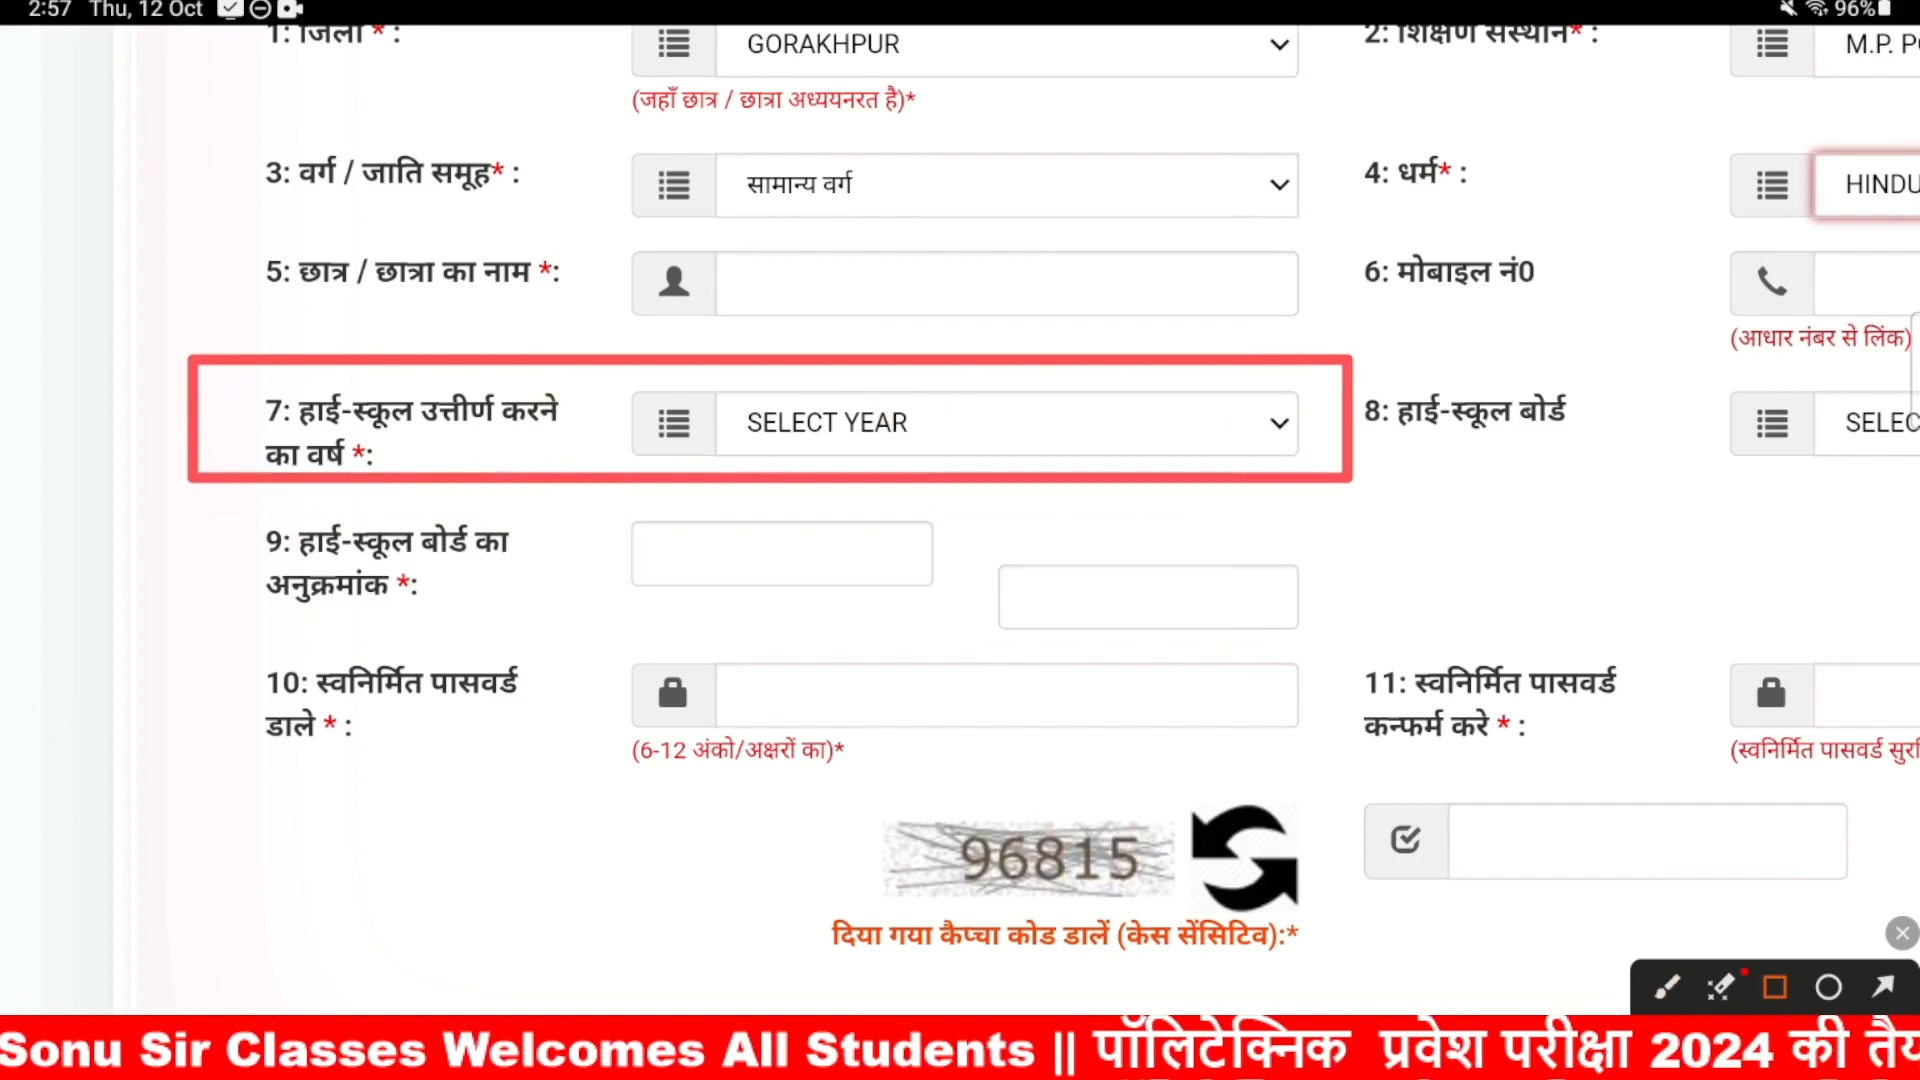 2:57 Thu, 12 Oct 96%
1: जिला * : GORAKHPUR 2: शिक्षण संस्थान* : M.P.
(जहाँ छात्र / छात्रा अध्ययनरत है)*
3: वर्ग / जाति समूह* : सामान्य वर्ग 4: धर्म* : HINDU
5: छात्र / छात्रा का नाम *: 6: मोबाइल नं0
(आधार नंबर से लिंक)
7: हाई-स्कूल उत्तीर्ण करने SELECT YEAR 8: हाई-स्कूल बोर्ड SELEC
का वर्ष *:
9: हाई-स्कूल बोर्ड का
अनुक्रमांक *:
10: स्वनिर्मित पासवर्ड 11: स्वनिर्मित पासवर्ड
डाले * : कन्फर्म करे * :
(6-12 अंको/अक्षरों का)* (स्वनिर्मित पासवर्ड
96815
दिया गया कैप्चा कोड डालें (केस सेंसिटिव):*
Sonu Sir Classes Welcomes All Students || पॉलिटेक्निक प्रवेश परीक्षा 2024 की